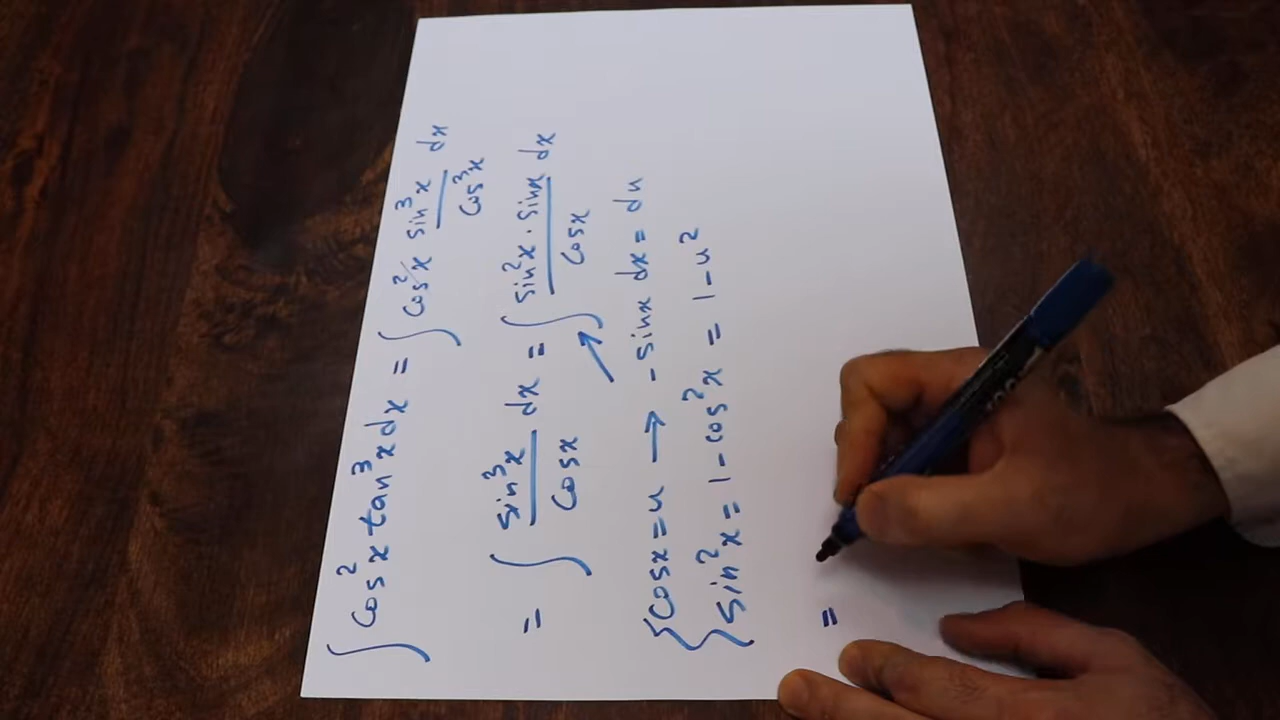 ∫ cos²x tan³x dx = ∫ cos²x sin³x/cos³x dx
= ∫ sin³x/cosx dx = ∫ sin²x · sinx/cosx dx
{ cosx = u → - sinx dx = du
{ sin²x = 1 - cos²x = 1 - u²
=